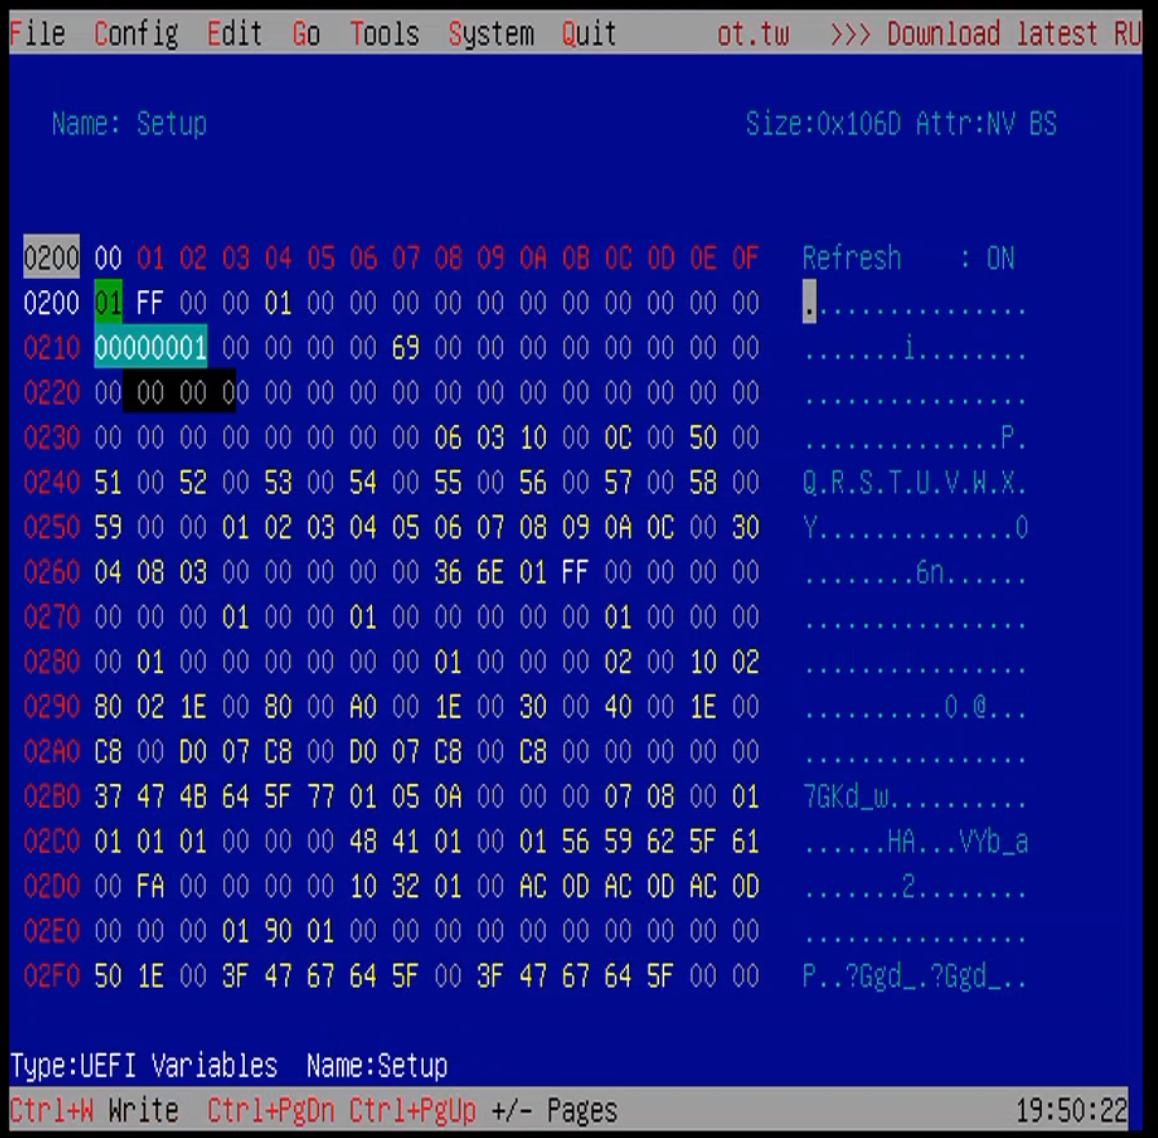 File Config Edit Go Tools System Quit ot.tw >>> Download latest RU
Name: Setup Size:0x106D Attr:NV BS
0200 00 01 02 03 04 05 06 07 08 09 0A 0B 0C 0D 0E 0F Refresh : ON
0200 01 FF 00 00 01 00 00 00 00 00 00 00 00 00 00 00 ................
0210 00000001 00 00 00 00 69 00 00 00 00 00 00 00 00 .......i........
0220 00 00 00 00 00 00 00 00 00 00 00 00 00 00 00 00 ................
0230 00 00 00 00 00 00 00 00 06 03 10 00 0C 00 50 00 ..............P.
0240 51 00 52 00 53 00 54 00 55 00 56 00 57 00 58 00 Q.R.S.T.U.V.W.X.
0250 59 00 00 01 02 03 04 05 06 07 08 09 0A 0C 00 30 Y..............0
0260 04 08 03 00 00 00 00 00 36 6E 01 FF 00 00 00 00 ........6n......
0270 00 00 00 01 00 00 01 00 00 00 00 00 01 00 00 00 ................
0280 00 01 00 00 00 00 00 00 01 00 00 00 02 00 10 02 ................
0290 80 02 1E 00 80 00 A0 00 1E 00 30 00 40 00 1E 00 ..........0.@...
02A0 C8 00 D0 07 C8 00 D0 07 C8 00 C8 00 00 00 00 00 ................
02B0 37 47 4B 64 5F 77 01 05 0A 00 00 00 07 08 00 01 7GKd_w..........
02C0 01 01 01 00 00 00 48 41 01 00 01 56 59 62 5F 61 ......HA...VYb_a
02D0 00 FA 00 00 00 00 10 32 01 00 AC 0D AC 0D AC 0D .......2........
02E0 00 00 00 01 90 01 00 00 00 00 00 00 00 00 00 00 ................
02F0 50 1E 00 3F 47 67 64 5F 00 3F 47 67 64 5F 00 00 P..?Ggd_.?Ggd_..
Type:UEFI Variables Name:Setup
Ctrl+W Write Ctrl+PgDn Ctrl+PgUp +/- Pages 19:50:22